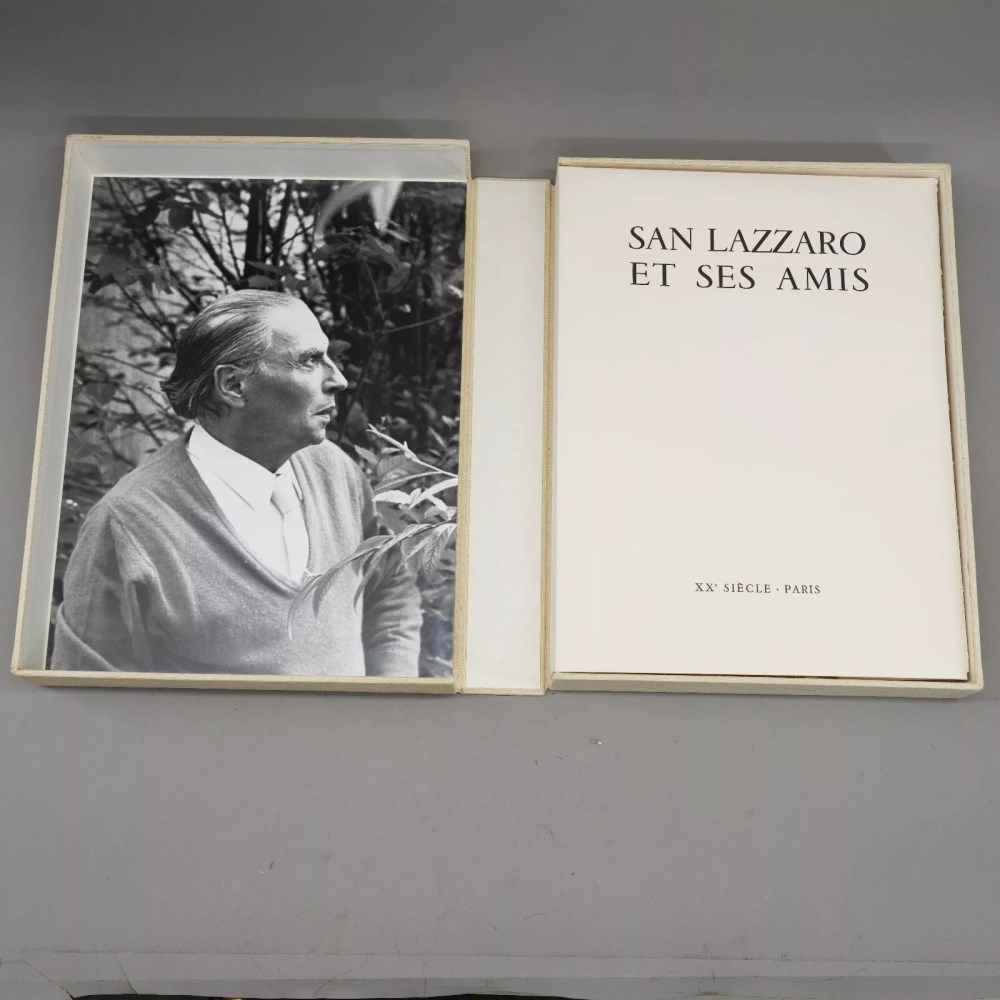 SAN LAZZARO
ET SES AMIS
XXᵉ SIÈCLE · PARIS